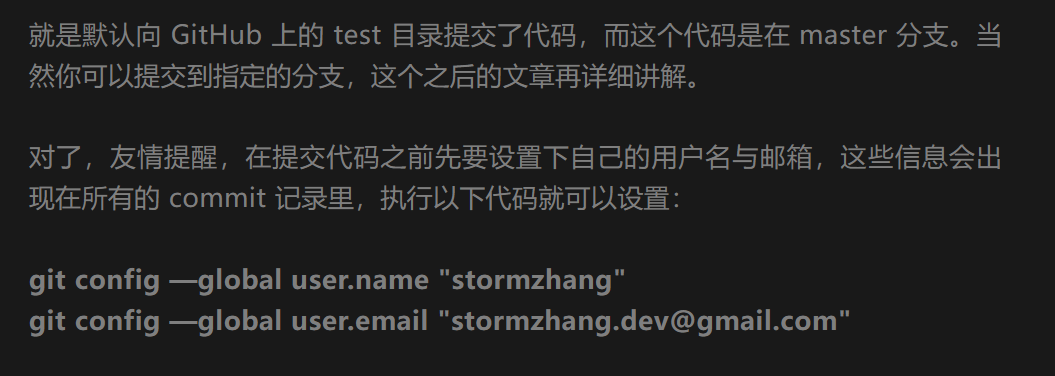 就是默认向 GitHub 上的 test 目录提交了代码，而这个代码是在 master 分支。当
然你可以提交到指定的分支，这个之后的文章再详细讲解。
对了，友情提醒，在提交代码之前先要设置下自己的用户名与邮箱，这些信息会出
现在所有的 commit 记录里，执行以下代码就可以设置：
git config —global user.name "stormzhang"
git config —global user.email "stormzhang.dev@gmail.com"